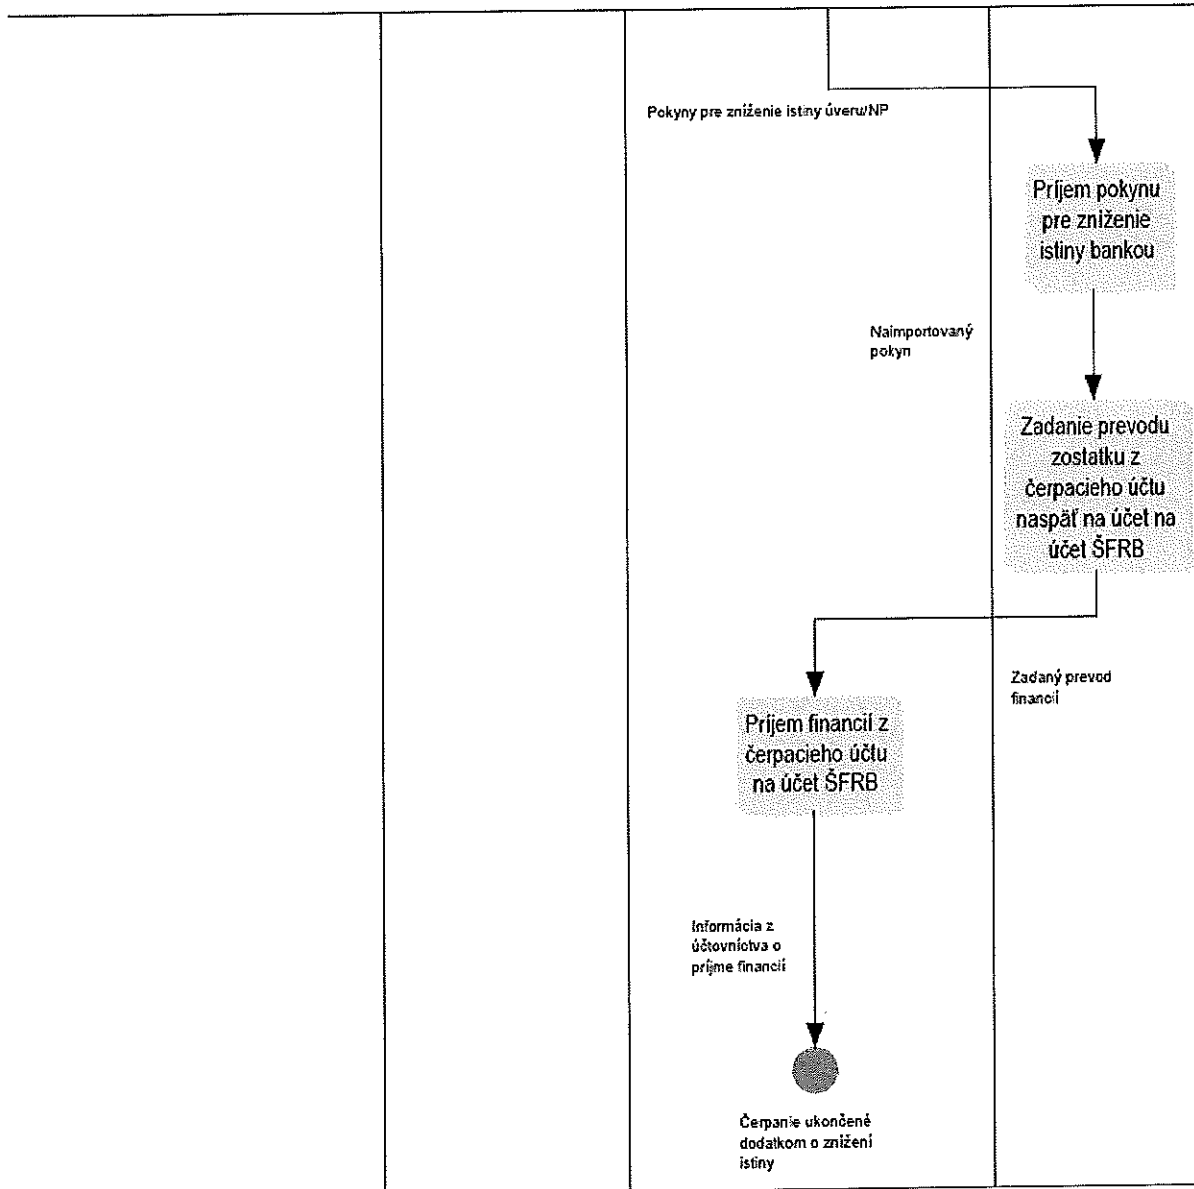 Pokyny pre zníženie istiny úveru/NP
Príjem pokynu
pre zníženie
istiny bankou
Naimportovaný
pokyn
Zadanie prevodu
zostatku z
čerpacieho účtu
naspäť na účet na
účet ŠFRB
Zadaný prevod
financií
Príjem financií z
čerpacieho účtu
na účet ŠFRB
Informácia z
účtovníctva o
príjme financií
Čerpanie ukončené
dodatkom o znížení
istiny